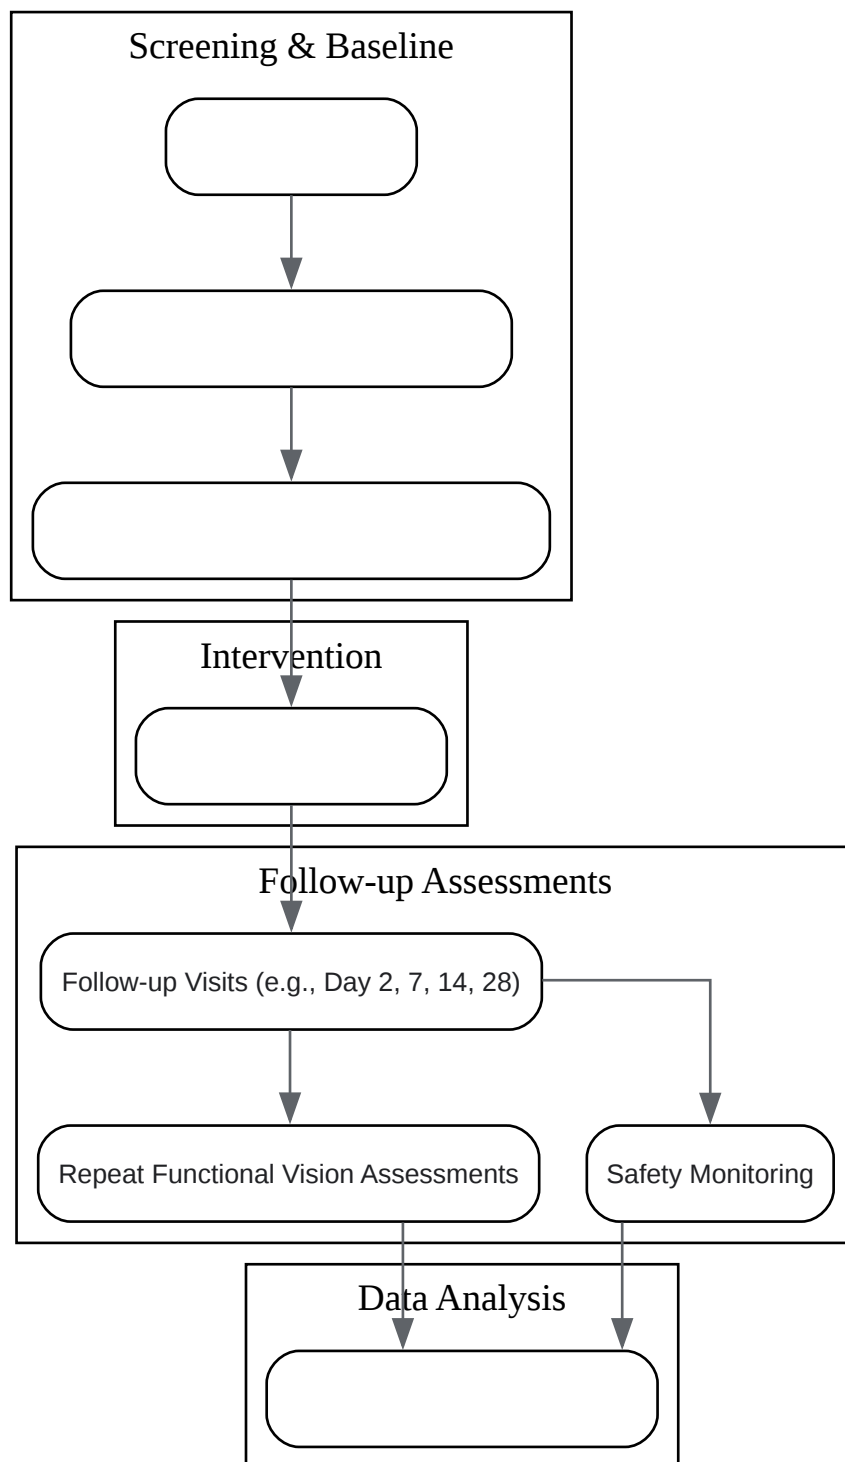 Screening & Baseline
Intervention
Follow-up Assessments
Follow-up Visits (e.g., Day 2, 7, 14, 28)
Repeat Functional Vision Assessments
Safety Monitoring
Data Analysis